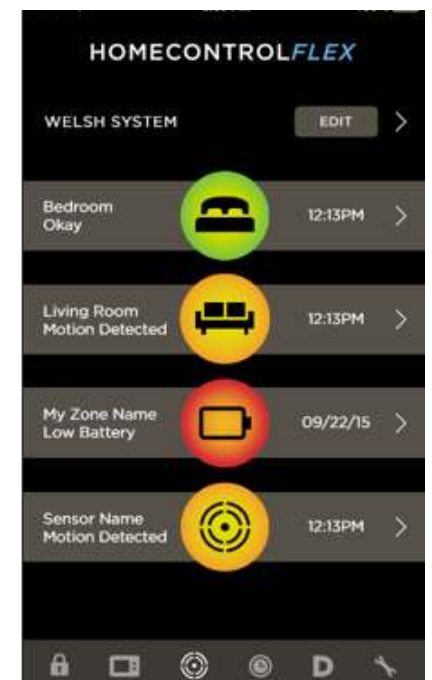 HOMECONTROLFLEX
WELSH SYSTEM EDIT
Bedroom
Okay
12:13PM
Living Room
Motion Detected
12:13PM
My Zone Name
Low Battery
09/22/15
Sensor Name
Motion Detected
12:13PM
D